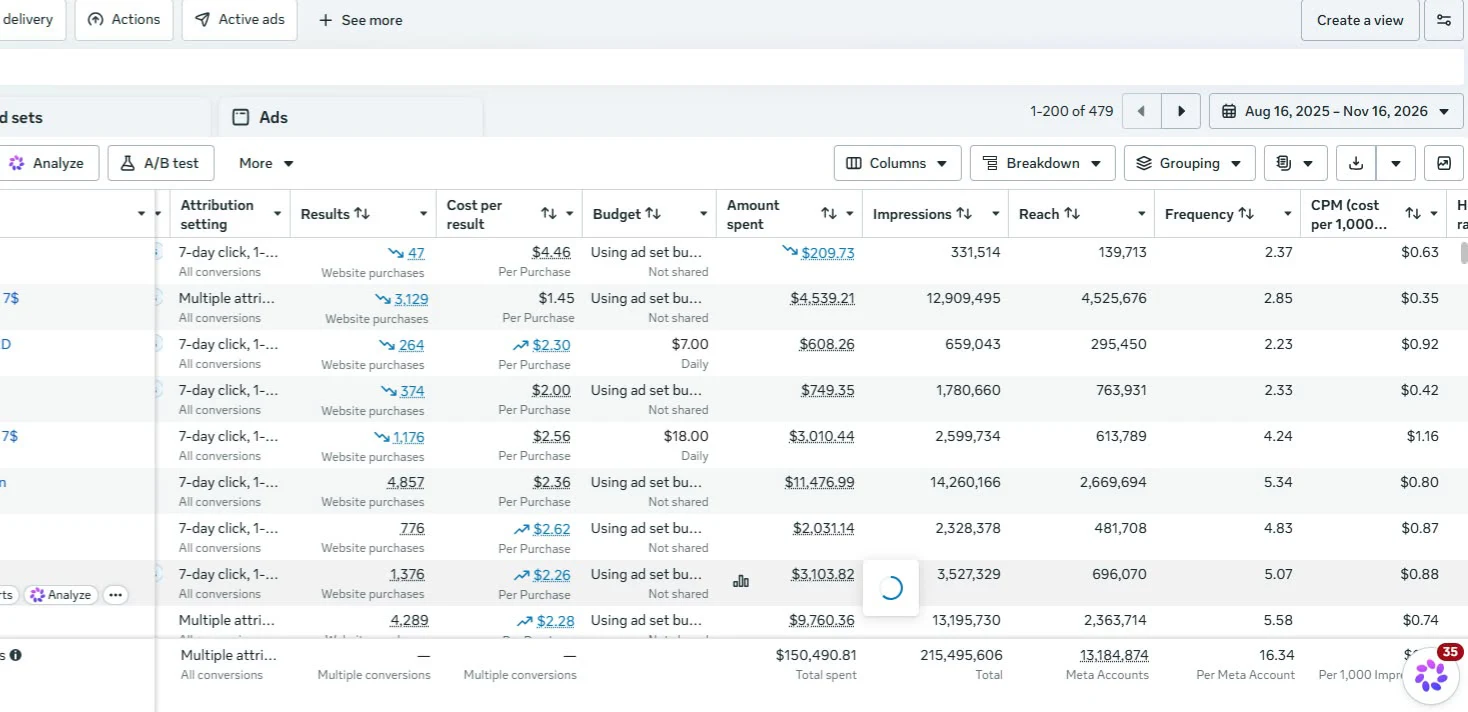 delivery Actions Active ads + See more Create a view
d sets Ads 1-200 of 479 Aug 16, 2025 – Nov 16, 2026
Analyze A/B test More Columns Breakdown Grouping
Attribution setting Results Cost per result Budget Amount spent Impressions Reach Frequency CPM (cost per 1,000... H ra
7-day click, 1-... 47 $4.46 Using ad set bu... $209.73 331,514 139,713 2.37 $0.63
All conversions Website purchases Per Purchase Not shared
7$ Multiple attri... 3,129 $1.45 Using ad set bu... $4,539.21 12,909,495 4,525,676 2.85 $0.35
All conversions Website purchases Per Purchase Not shared
D 7-day click, 1-... 264 $2.30 $7.00 $608.26 659,043 295,450 2.23 $0.92
All conversions Website purchases Per Purchase Daily
7-day click, 1-... 374 $2.00 Using ad set bu... $749.35 1,780,660 763,931 2.33 $0.42
All conversions Website purchases Per Purchase Not shared
7$ 7-day click, 1-... 1,176 $2.56 $18.00 $3,010.44 2,599,734 613,789 4.24 $1.16
All conversions Website purchases Per Purchase Daily
n 7-day click, 1-... 4,857 $2.36 Using ad set bu... $11,476.99 14,260,166 2,669,694 5.34 $0.80
All conversions Website purchases Per Purchase Not shared
7-day click, 1-... 776 $2.62 Using ad set bu... $2,031.14 2,328,378 481,708 4.83 $0.87
All conversions Website purchases Per Purchase Not shared
7-day click, 1-... 1,376 $2.26 Using ad set bu... $3,103.82 3,527,329 696,070 5.07 $0.88
rts Analyze ... All conversions Website purchases Per Purchase Not shared
Multiple attri... 4,289 $2.28 Using ad set bu... $9,760.36 13,195,730 2,363,714 5.58 $0.74
s Multiple attri... — — $150,490.81 215,495,606 13,184,874 16.34 35
All conversions Multiple conversions Multiple conversions Total spent Total Meta Accounts Per Meta Account Per 1,000 Impre